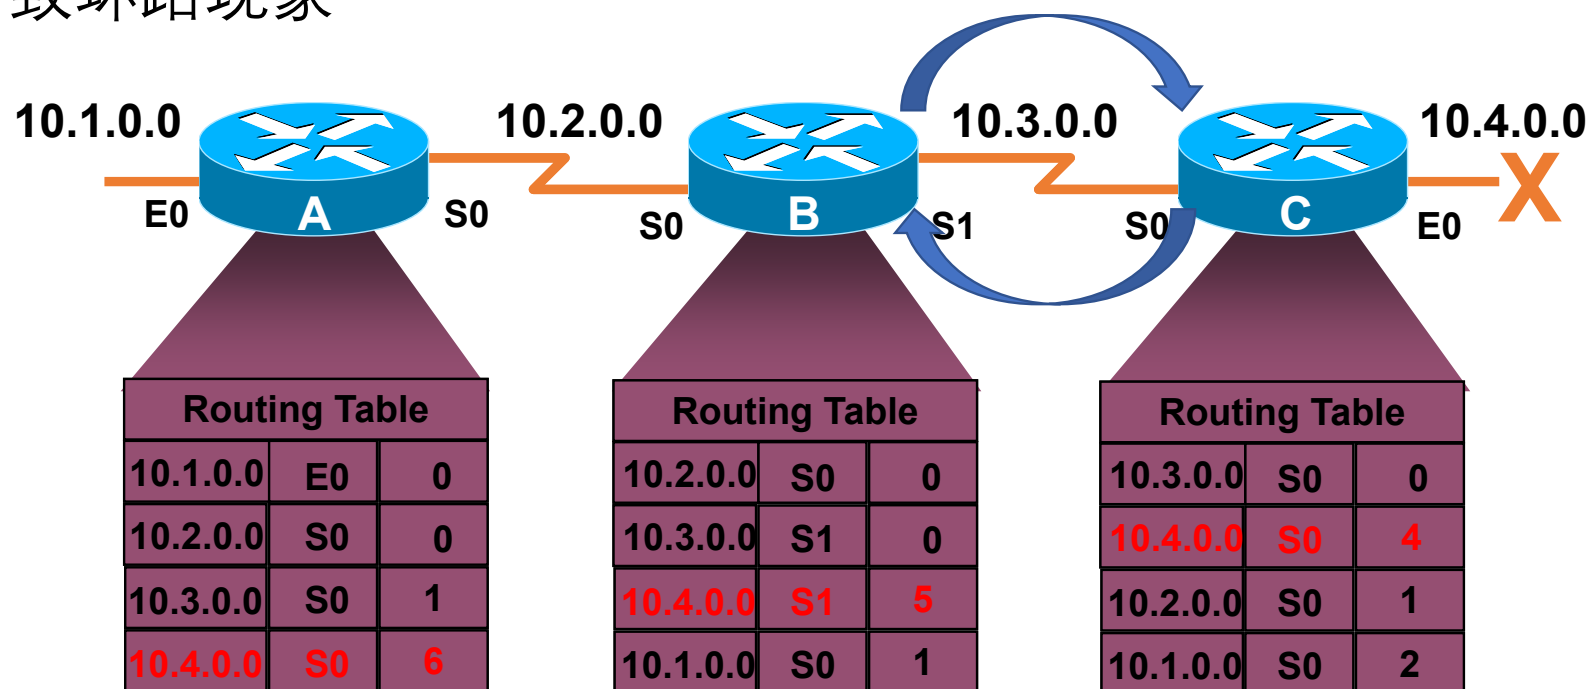 致环路现象
10.1.0.0 10.2.0.0 10.3.0.0 10.4.0.0
X
E0 A S0 S0 B S1 S0 C E0
Routing Table
10.1.0.0 E0 0
10.2.0.0 S0 0
10.3.0.0 S0 1
10.4.0.0 S0 6
Routing Table
10.2.0.0 S0 0
10.3.0.0 S1 0
10.4.0.0 S1 5
10.1.0.0 S0 1
Routing Table
10.3.0.0 S0 0
10.4.0.0 S0 4
10.2.0.0 S0 1
10.1.0.0 S0 2